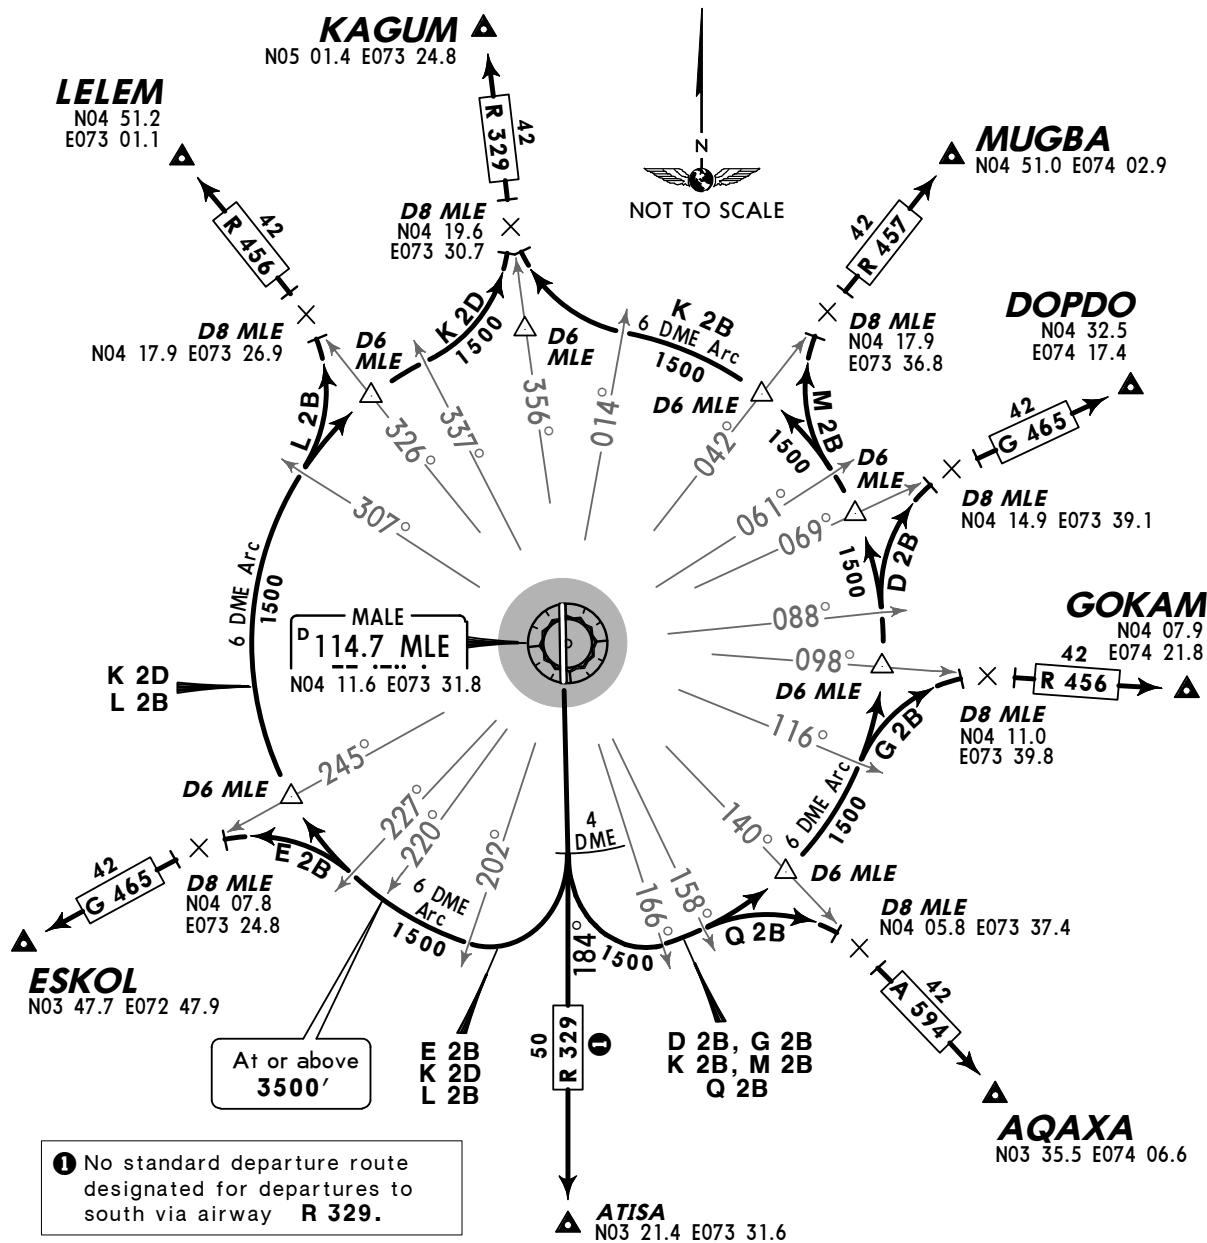 KAGUM
N05 01.4 E073 24.8
LELEM
N04 51.2
E073 01.1
42
R 329
N
NOT TO SCALE
MUGBA
N04 51.0 E074 02.9
42
R 456
D8 MLE
N04 19.6
E073 30.7
42
R 457
DOPDO
N04 32.5
E074 17.4
D8 MLE
N04 17.9 E073 26.9
D6
MLE
K 2D
1500
D6
MLE
K 2B
6 DME Arc
1500
D6 MLE
D8 MLE
N04 17.9
E073 36.8
42
G 465
L 2B
326°
337°
356°
014°
042°
M 2B
1500
D6
MLE
D8 MLE
N04 14.9 E073 39.1
307°
061°
069°
1500
D 2B
6 DME Arc
1500
MALE
D 114.7 MLE
N04 11.6 E073 31.8
088°
098°
D6 MLE
GOKAM
N04 07.9
E074 21.8
42
R 456
K 2D
L 2B
D8 MLE
N04 11.0
E073 39.8
116°
G 2B
6 DME Arc
1500
D6 MLE
245°
227°
220°
202°
4
DME
140°
158°
166°
D6 MLE
E 2B
42
G 465
D8 MLE
N04 07.8
E073 24.8
6 DME
Arc
1500
184°
1500
Q 2B
D8 MLE
N04 05.8 E073 37.4
ESKOL
N03 47.7 E072 47.9
42
A 594
At or above
3500'
E 2B
K 2D
L 2B
50
R 329
1
D 2B, G 2B
K 2B, M 2B
Q 2B
AQAXA
N03 35.5 E074 06.6
1 No standard departure route
designated for departures to
south via airway R 329.
ATISA
N03 21.4 E073 31.6